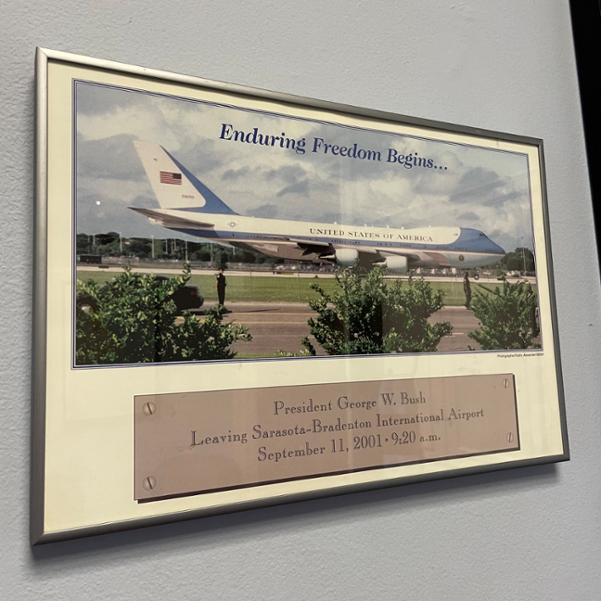 Enduring Freedom Begins...
UNITED STATES OF AMERICA
President George W. Bush
Leaving Sarasota-Bradenton International Airport
September 11, 2001 • 9:20 a.m.